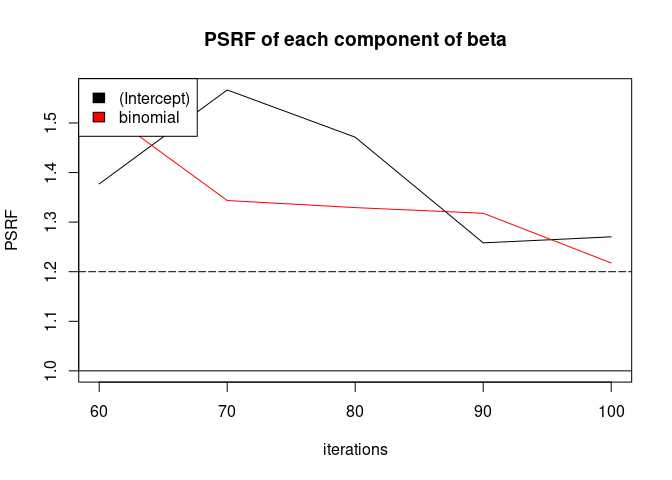 PSRF of each component of beta
(Intercept)
binomial
PSRF
1.5
1.4
1.3
1.2
1.1
1.0
60 70 80 90 100
iterations